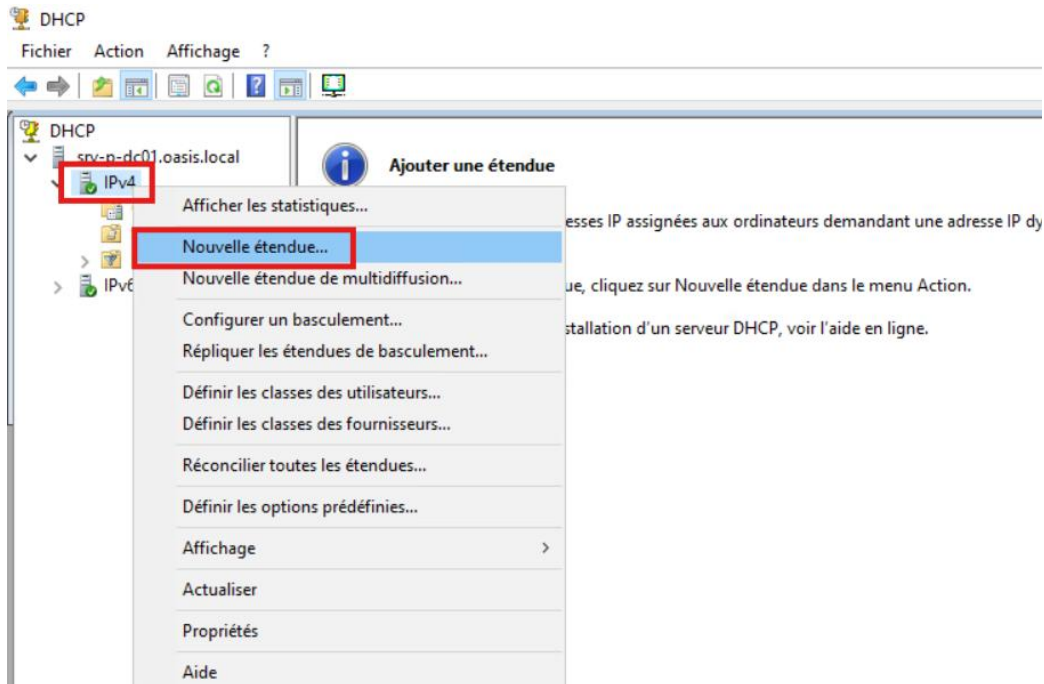 DHCP
Fichier Action Affichage ?
DHCP
srv-p-dc01.oasis.local
IPv4
IPv6
Ajouter une étendue
esses IP assignées aux ordinateurs demandant une adresse IP dy
ue, cliquez sur Nouvelle étendue dans le menu Action.
stallation d'un serveur DHCP, voir l'aide en ligne.
Afficher les statistiques...
Nouvelle étendue...
Nouvelle étendue de multidiffusion...
Configurer un basculement...
Répliquer les étendues de basculement...
Définir les classes des utilisateurs...
Définir les classes des fournisseurs...
Réconcilier toutes les étendues...
Définir les options prédéfinies...
Affichage
Actualiser
Propriétés
Aide